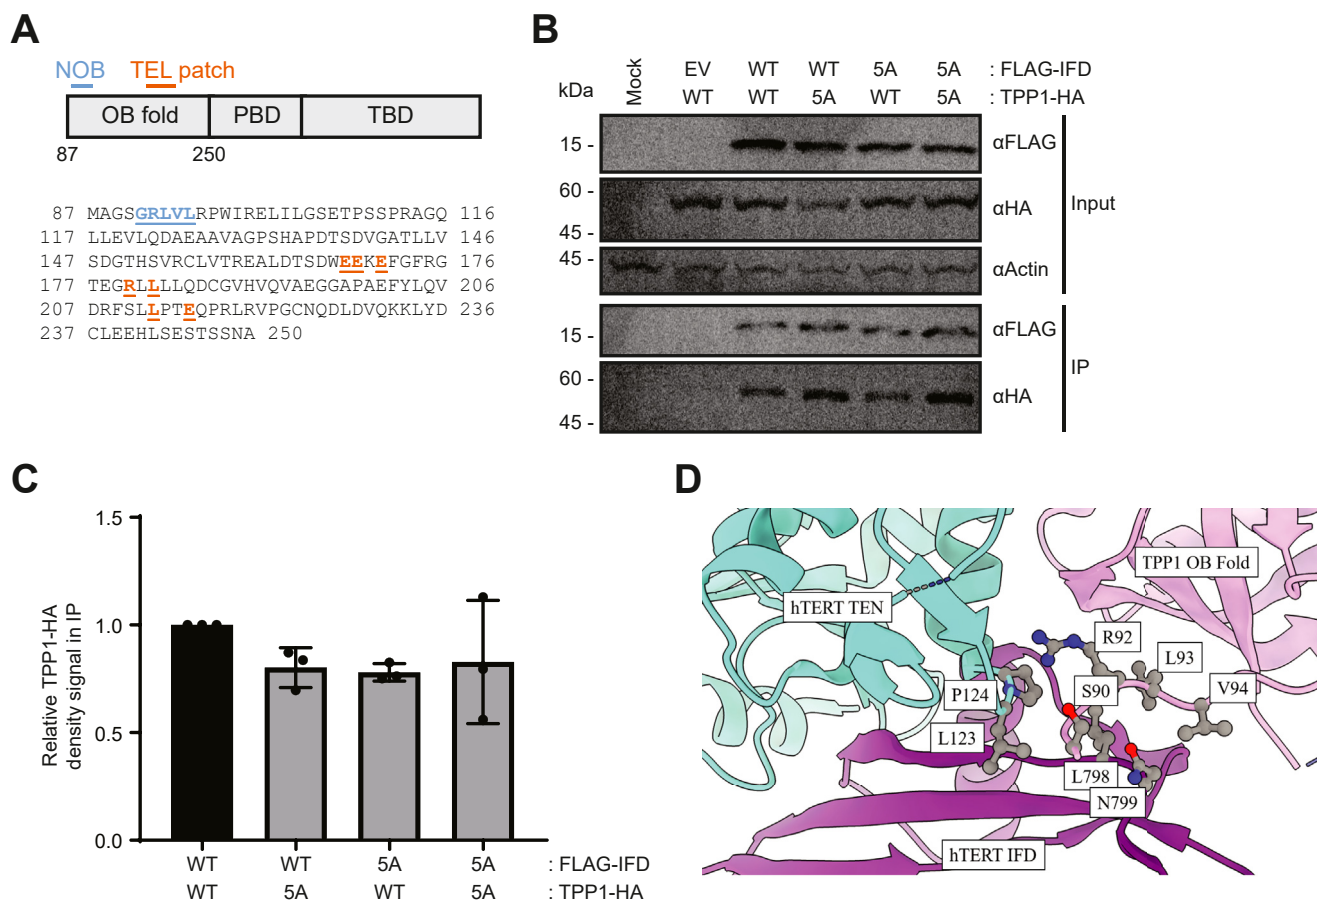 A
NOB
TEL patch
OB fold
PBD
TBD
87
250
87 MAGSGRLVLRPWIRELILGSETPSSPRAGQ 116
117 LLEVLQDAEAAVAGPSHAPDTSDVGATLLV 146
147 SDGTHSVRCLVTREALDTSDWEEKEFGFRG 176
177 TEGRLLLLQDCGVHVQVAEGGAPAEFYLQV 206
207 DRFSLLPTEQPRLRVPGCNQDLDVQKKLYD 236
237 CLEEHLSESTSSNA 250
B
kDa
Mock
EV WT WT 5A 5A : FLAG-IFD
WT WT 5A WT 5A : TPP1-HA
15 -
αFLAG
60 -
45 -
αHA
45 -
αActin
Input
15 -
αFLAG
60 -
45 -
αHA
IP
C
Relative TPP1-HA
density signal in IP
1.5
1.0
0.5
0.0
WT WT 5A 5A : FLAG-IFD
WT 5A WT 5A : TPP1-HA
D
TPP1 OB Fold
hTERT TEN
R92
L93
P124
S90
V94
L123
L798
N799
hTERT IFD